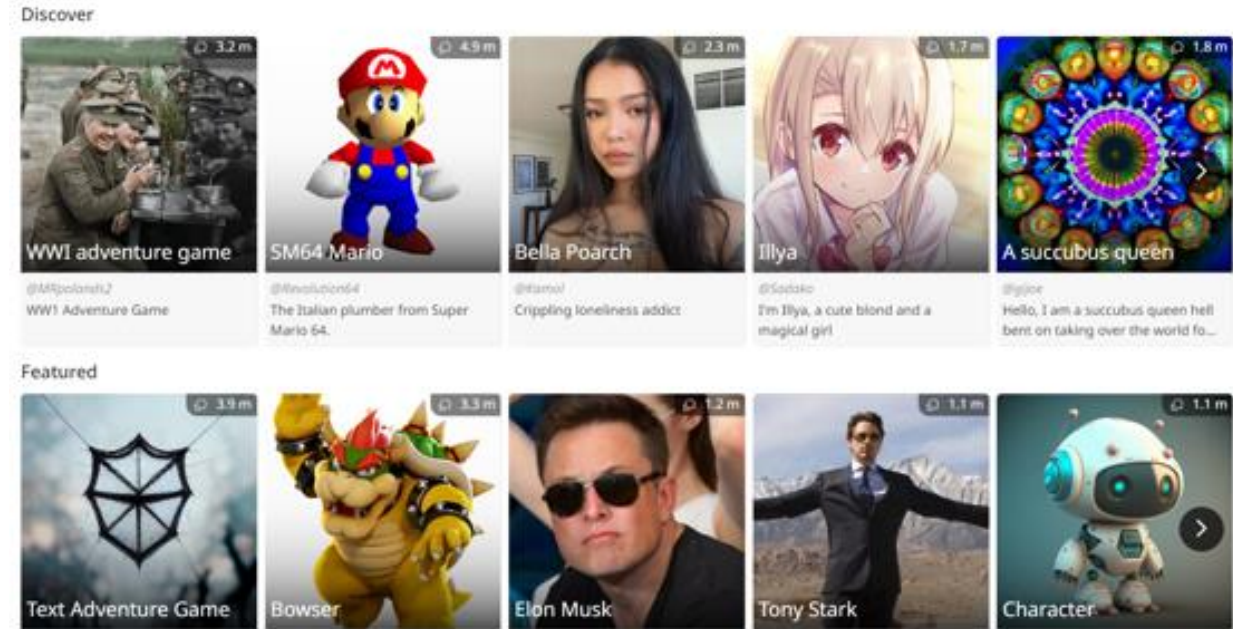 Discover
3.2 m
4.9 m
2.3 m
1.7 m
1.8 m
WWI adventure game
SM64 Mario
Bella Poarch
Illya
A succubus queen
@MRpolands2
@Revolution64
@Kamol
@Sadako
@gijoe
WW1 Adventure Game
The Italian plumber from Super
Mario 64.
Crippling loneliness addict
I'm Illya, a cute blond and a
magical girl
Hello, I am a succubus queen hell
bent on taking over the world fo...
Featured
3.9 m
3.3 m
1.2 m
1.1 m
1.1 m
Text Adventure Game
Bowser
Elon Musk
Tony Stark
Character